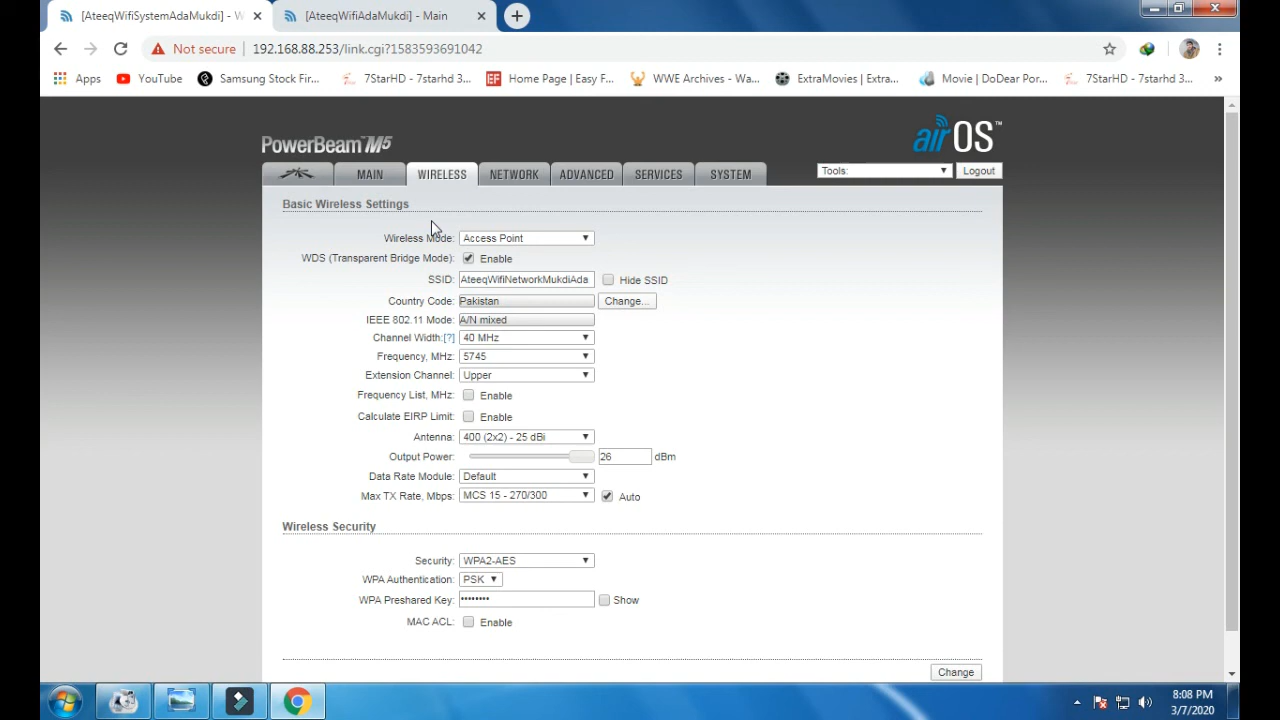 [AteeqWifiSystemAdaMukdi] - W
[AteeqWifiAdaMukdi] - Main
Not secure
192.168.88.253/link.cgi?1583593691042
Apps
YouTube
Samsung Stock Fir...
7StarHD - 7starhd 3...
Home Page | Easy F...
WWE Archives - Wa...
ExtraMovies | Extra...
Movie | DoDear Por...
7StarHD - 7starhd 3...
»
PowerBeam™M5
airOS™
MAIN
WIRELESS
NETWORK
ADVANCED
SERVICES
SYSTEM
Tools:
Logout
Basic Wireless Settings
Wireless Mode: Access Point
WDS (Transparent Bridge Mode): Enable
SSID: AteeqWifiNetworkMukdiAda Hide SSID
Country Code: Pakistan Change...
IEEE 802.11 Mode: A/N mixed
Channel Width:[?] 40 MHz
Frequency, MHz: 5745
Extension Channel: Upper
Frequency List, MHz: Enable
Calculate EIRP Limit: Enable
Antenna: 400 (2x2) - 25 dBi
Output Power: 26 dBm
Data Rate Module: Default
Max TX Rate, Mbps: MCS 15 - 270/300 Auto
Wireless Security
Security: WPA2-AES
WPA Authentication: PSK
WPA Preshared Key: •••••••• Show
MAC ACL: Enable
Change
8:08 PM
3/7/2020